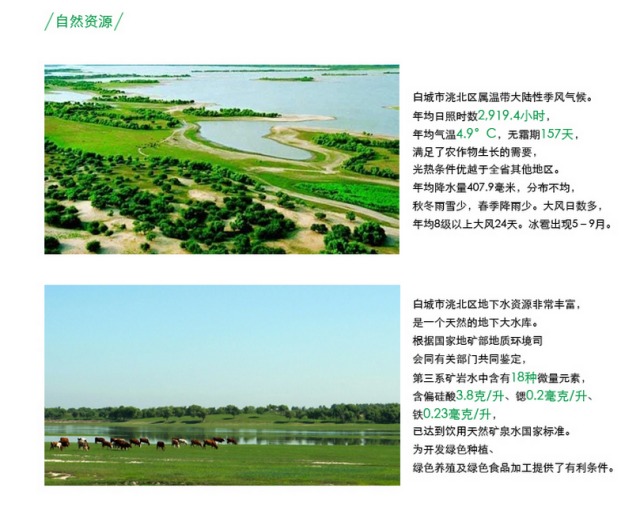 /自然资源/
白城市洮北区属温带大陆性季风气候。
年均日照时数2,919.4小时，
年均气温4.9° C，无霜期157天，
满足了农作物生长的需要，
光热条件优越于全省其他地区。
年均降水量407.9毫米，分布不均，
秋冬雨雪少，春季降雨少。大风日数多，
年均8级以上大风24天。冰雹出现5–9月。
白城市洮北区地下水资源非常丰富，
是一个天然的地下大水库。
根据国家地矿部地质环境司
会同有关部门共同鉴定，
第三系矿岩水中含有18种微量元素，
含偏硅酸3.8克/升、锶0.2毫克/升、
铁0.23毫克/升，
已达到饮用天然矿泉水国家标准。
为开发绿色种植、
绿色养殖及绿色食品加工提供了有利条件。